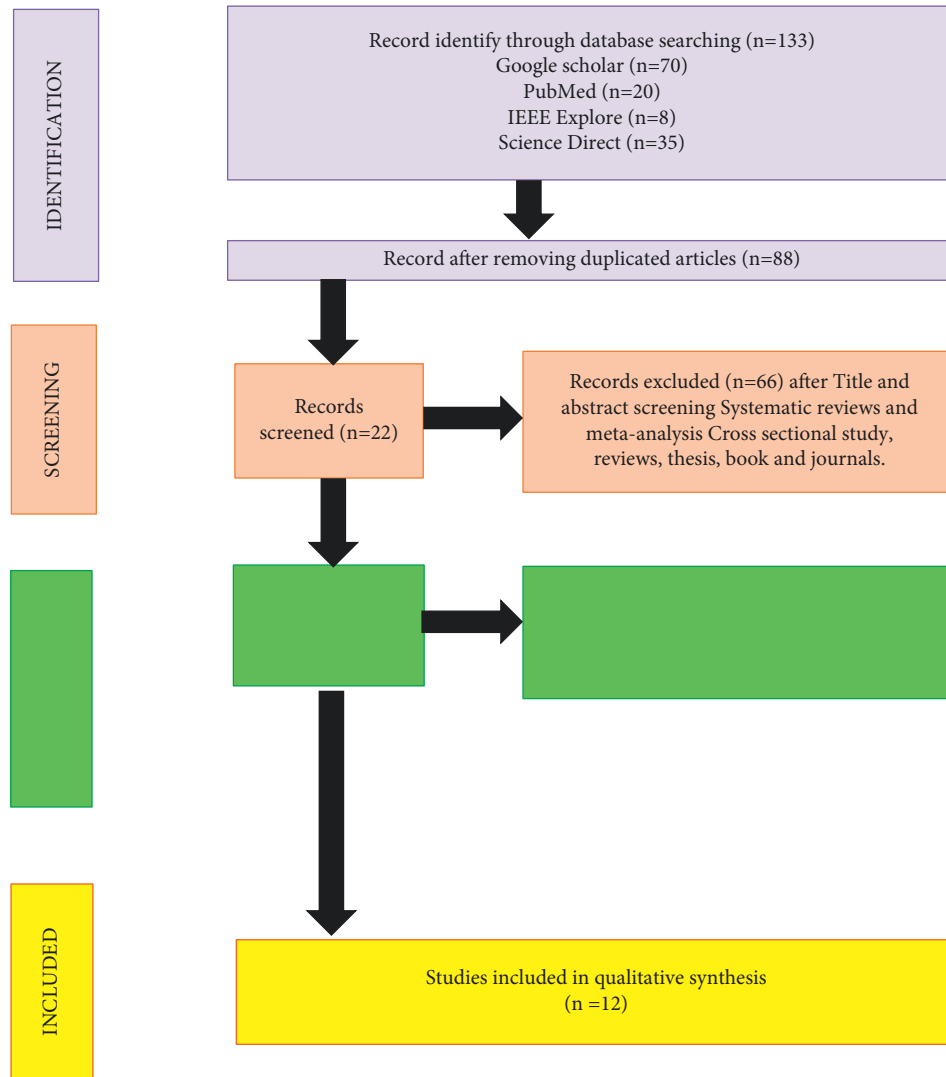 IDENTIFICATION
Record identify through database searching (n=133)
Google scholar (n=70)
PubMed (n=20)
IEEE Explore (n=8)
Science Direct (n=35)
Record after removing duplicated articles (n=88)
SCREENING
Records
screened (n=22)
Records excluded (n=66) after Title and
abstract screening Systematic reviews and
meta-analysis Cross sectional study,
reviews, thesis, book and journals.
INCLUDED
Studies included in qualitative synthesis
(n =12)